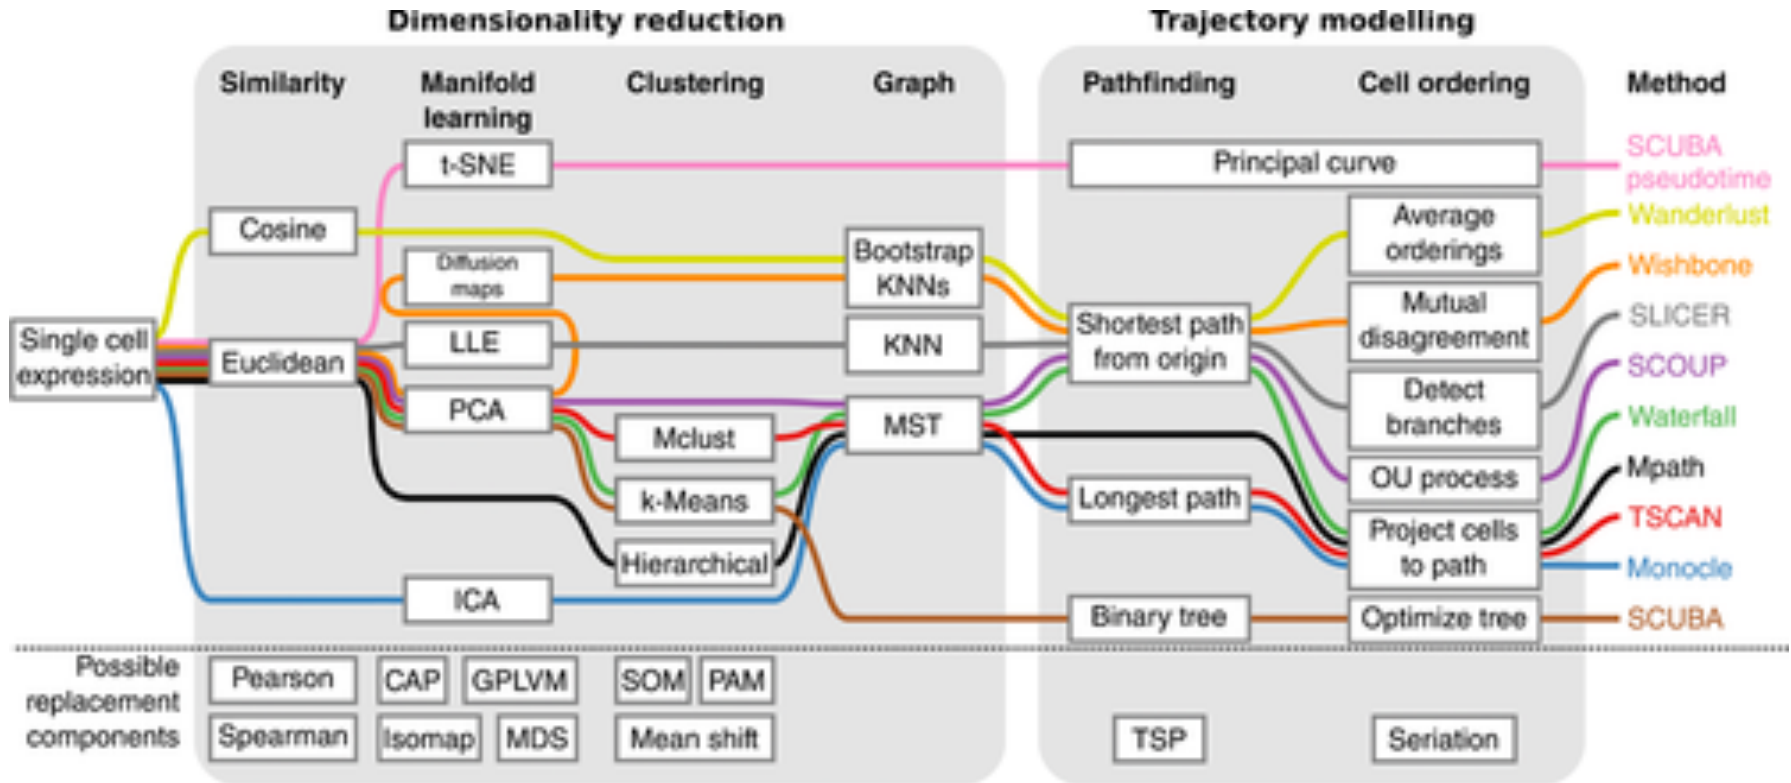 Dimensionality reduction
Trajectory modelling
Similarity
Manifold
learning
Clustering
Graph
Pathfinding
Cell ordering
Method
t-SNE
Principal curve
SCUBA
pseudotime
Cosine
Average
orderings
Wanderlust
Diffusion
maps
Bootstrap
KNNs
Wishbone
Mutual
disagreement
Single cell
expression
Euclidean
LLE
KNN
Shortest path
from origin
SLICER
PCA
Detect
branches
SCOUP
Mclust
MST
Waterfall
OU process
Mpath
k-Means
Longest path
Project cells
to path
TSCAN
Hierarchical
Monocle
ICA
Binary tree
Optimize tree
SCUBA
Possible
replacement
components
Pearson
CAP
GPLVM
SOM
PAM
Spearman
Isomap
MDS
Mean shift
TSP
Seriation